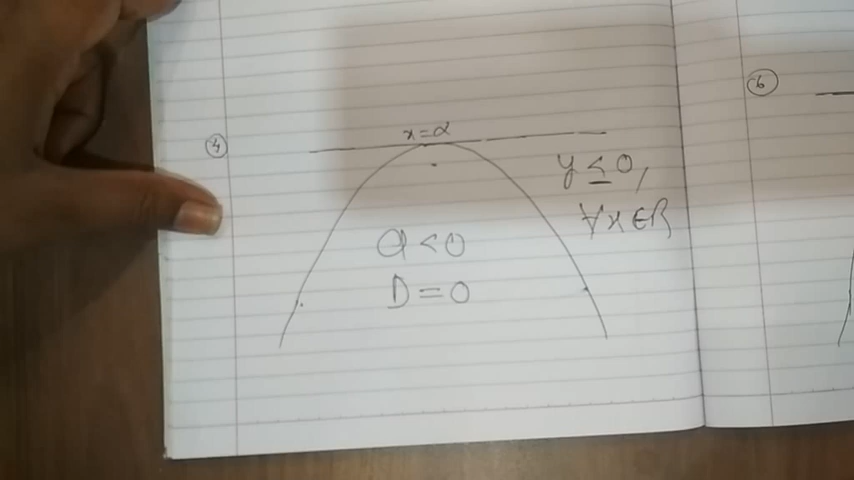 ④
x=α
y ≤ 0,
∀x∈R
a<0
D=0
⑥